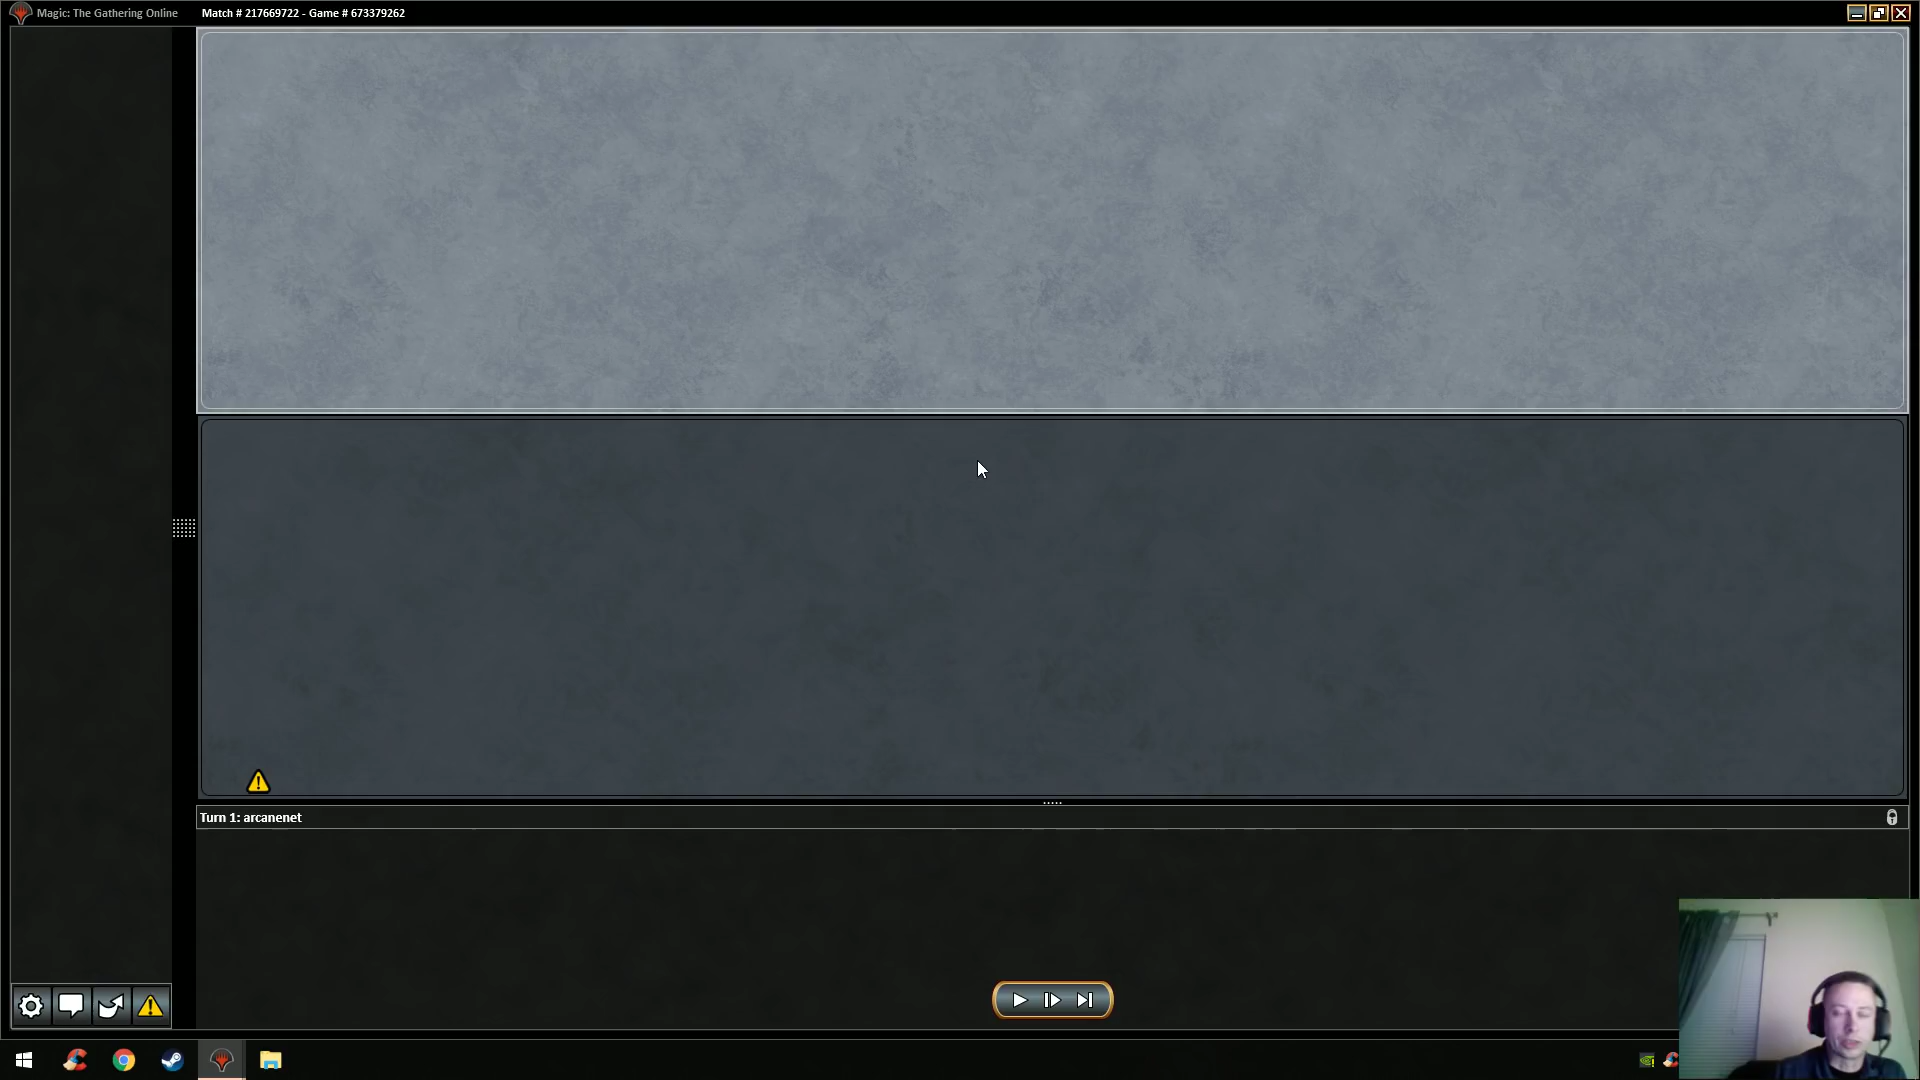 Magic: The Gathering Online
Match # 217669722 - Game # 673379262
Turn 1: arcanenet